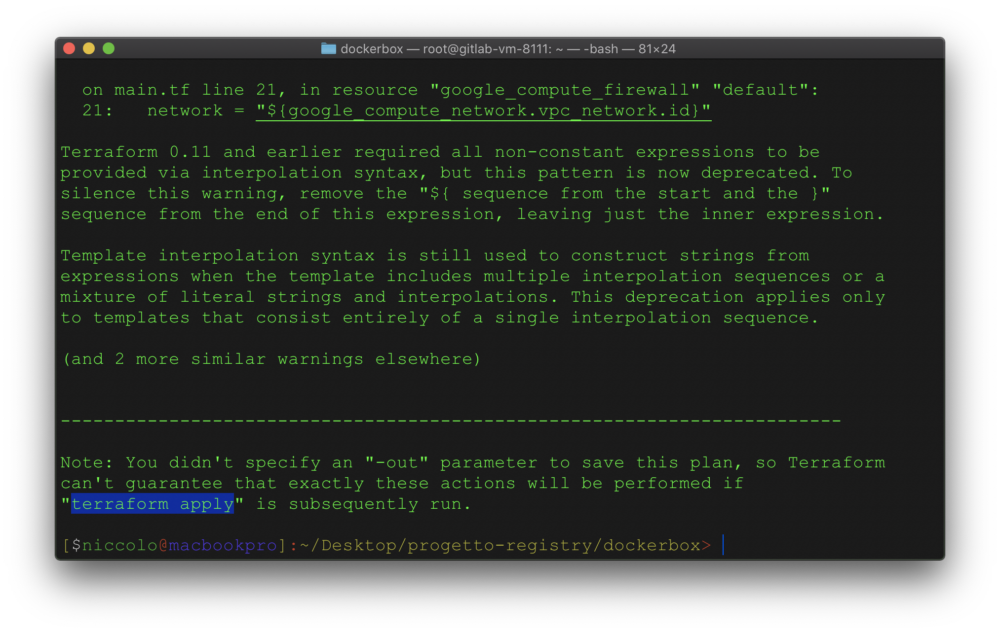 dockerbox — root@gitlab-vm-8111: ~ — -bash — 81×24
on main.tf line 21, in resource "google_compute_firewall" "default":
21:   network = "${google_compute_network.vpc_network.id}"
Terraform 0.11 and earlier required all non-constant expressions to be
provided via interpolation syntax, but this pattern is now deprecated. To
silence this warning, remove the "${ sequence from the start and the }"
sequence from the end of this expression, leaving just the inner expression.
Template interpolation syntax is still used to construct strings from
expressions when the template includes multiple interpolation sequences or a
mixture of literal strings and interpolations. This deprecation applies only
to templates that consist entirely of a single interpolation sequence.
(and 2 more similar warnings elsewhere)
------------------------------------------------------------------------
Note: You didn't specify an "-out" parameter to save this plan, so Terraform
can't guarantee that exactly these actions will be performed if
"terraform apply" is subsequently run.
[$niccolo@macbookpro]:~/Desktop/progetto-registry/dockerbox>